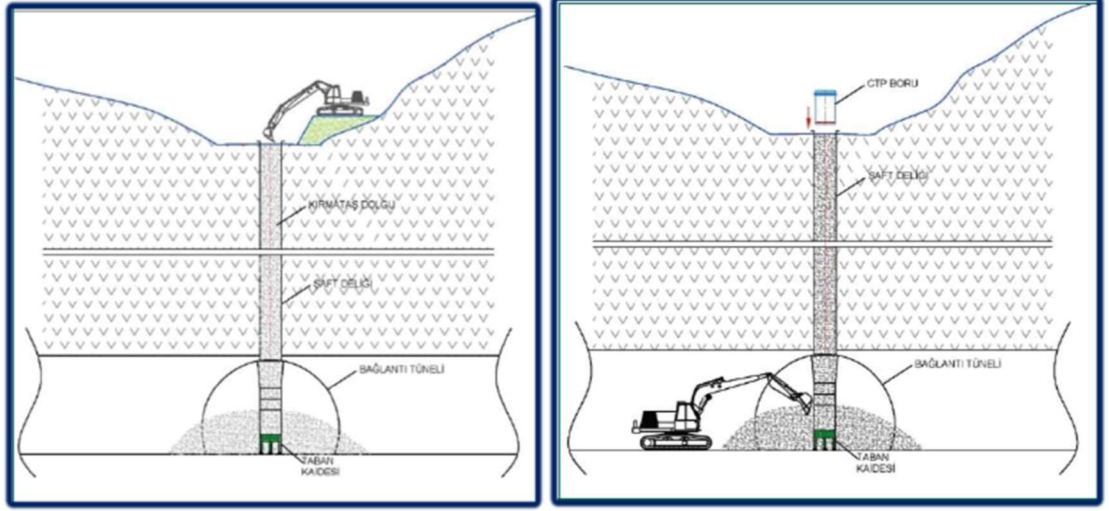 KIRMATAŞ DOLGU
ŞAFT DELİĞİ
BAĞLANTI TÜNELİ
TABAN
KAİDESİ
CTP BORU
ŞAFT DELİĞİ
BAĞLANTI TÜNELİ
TABAN
KAİDESİ